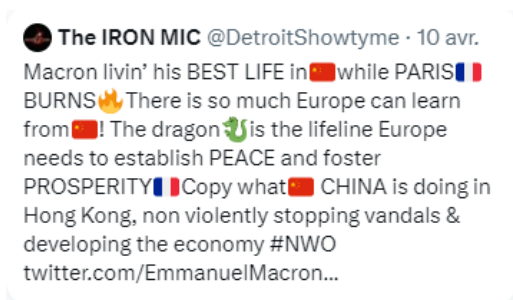 The IRON MIC @DetroitShowtyme · 10 avr.
Macron livin’ his BEST LIFE in🇨🇳while PARIS🇫🇷
BURNS🔥There is so much Europe can learn
from🇨🇳! The dragon🐉is the lifeline Europe
needs to establish PEACE and foster
PROSPERITY🇫🇷Copy what🇨🇳 CHINA is doing in
Hong Kong, non violently stopping vandals &
developing the economy #NWO
twitter.com/EmmanuelMacron...